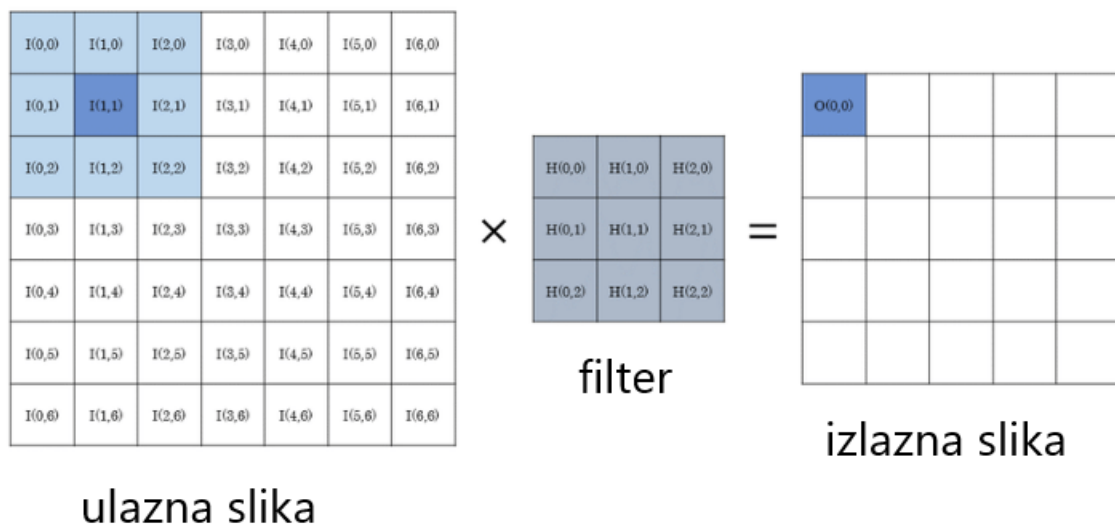 I(0,0) I(1,0) I(2,0) I(3,0) I(4,0) I(5,0) I(6,0)
I(0,1) I(1,1) I(2,1) I(3,1) I(4,1) I(5,1) I(6,1)
I(0,2) I(1,2) I(2,2) I(3,2) I(4,2) I(5,2) I(6,2)
I(0,3) I(1,3) I(2,3) I(3,3) I(4,3) I(5,3) I(6,3)
I(0,4) I(1,4) I(2,4) I(3,4) I(4,4) I(5,4) I(6,4)
I(0,5) I(1,5) I(2,5) I(3,5) I(4,5) I(5,5) I(6,5)
I(0,6) I(1,6) I(2,6) I(3,6) I(4,6) I(5,6) I(6,6)
ulazna slika
×
H(0,0) H(1,0) H(2,0)
H(0,1) H(1,1) H(2,1)
H(0,2) H(1,2) H(2,2)
filter
=
O(0,0)
izlazna slika